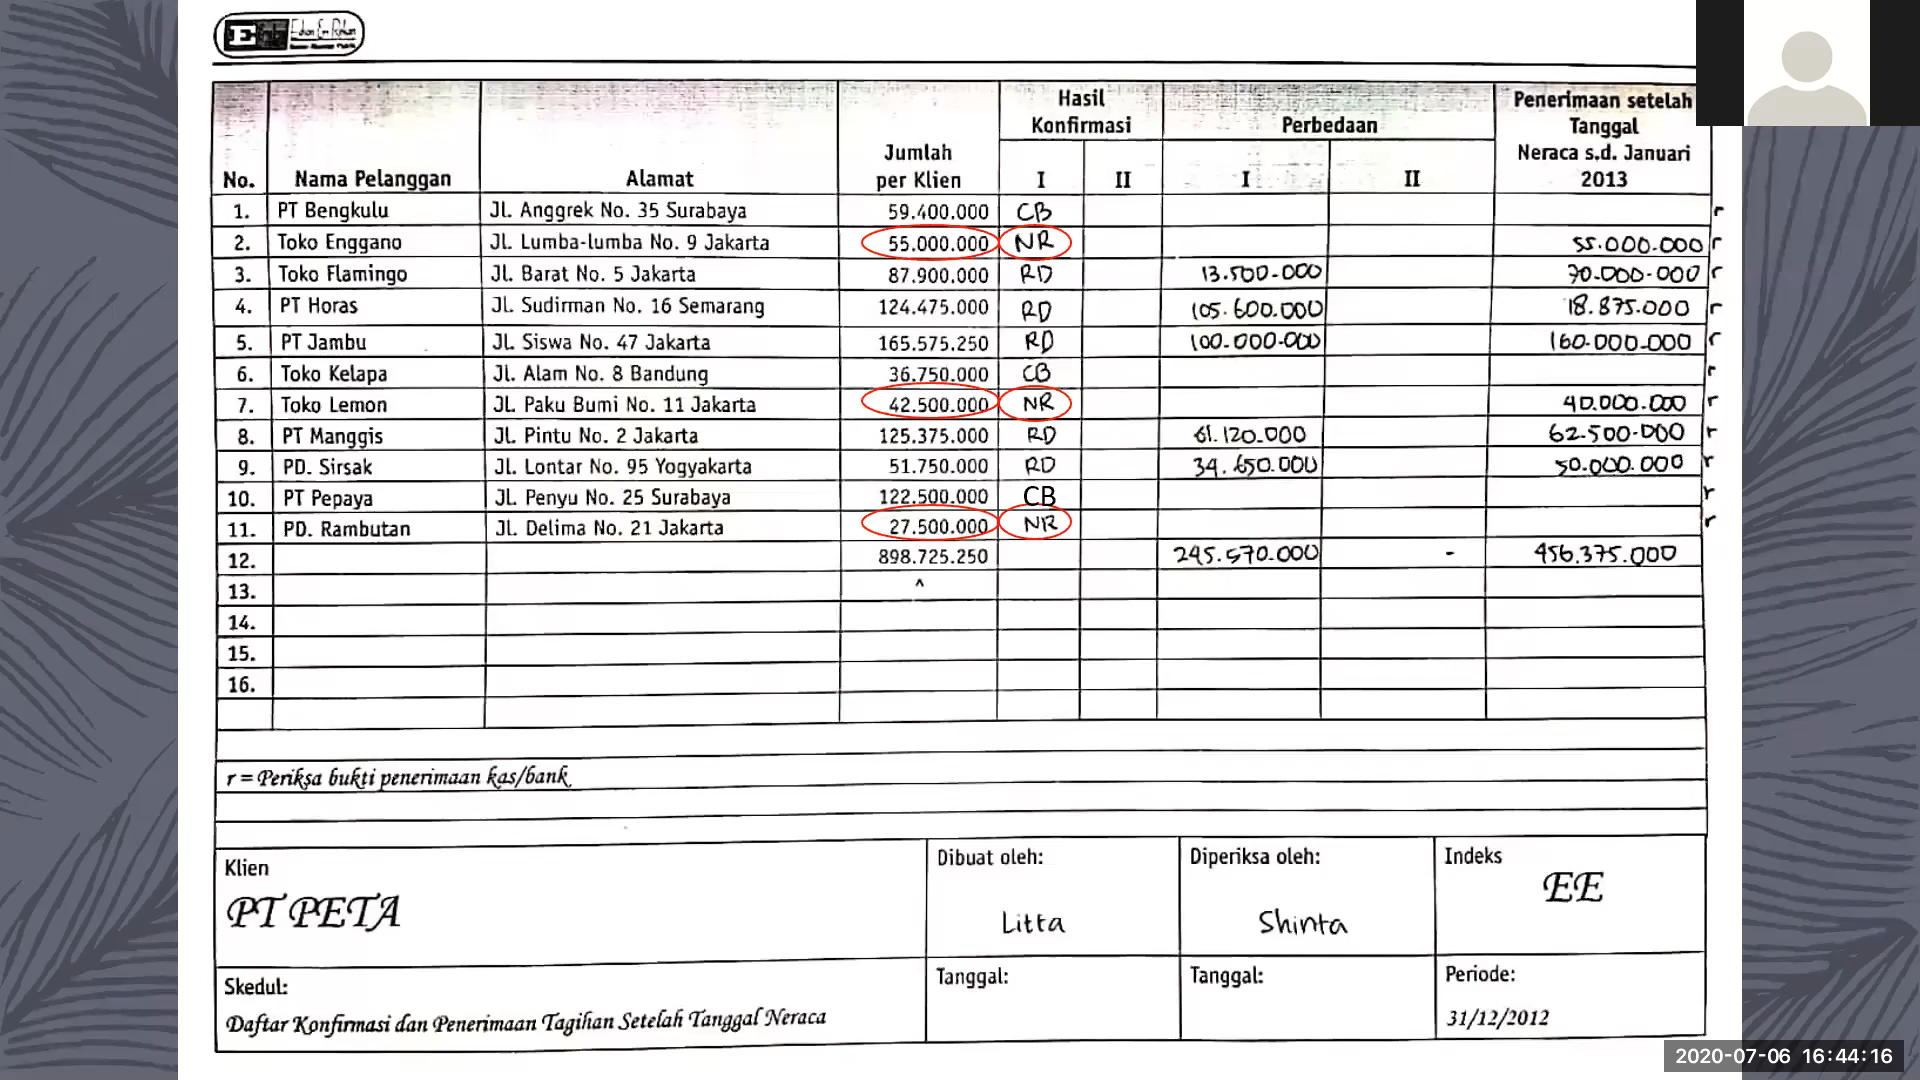 Hasil
Konfirmasi
Perbedaan
Penerimaan setelah
Tanggal
Neraca s.d. Januari
2013
No. Nama Pelanggan Alamat Jumlah
per Klien I II I II
1. PT Bengkulu Jl. Anggrek No. 35 Surabaya 59.400.000 CB r
2. Toko Enggano Jl. Lumba-lumba No. 9 Jakarta 55.000.000 NR 55.000.000 r
3. Toko Flamingo Jl. Barat No. 5 Jakarta 87.900.000 RD 13.500.000 70.000.000 r
4. PT Horas Jl. Sudirman No. 16 Semarang 124.475.000 RD 105.600.000 18.875.000 r
5. PT Jambu Jl. Siswa No. 47 Jakarta 165.575.250 RD 100.000.000 160.000.000 r
6. Toko Kelapa Jl. Alam No. 8 Bandung 36.750.000 CB r
7. Toko Lemon Jl. Paku Bumi No. 11 Jakarta 42.500.000 NR 40.000.000 r
8. PT Manggis Jl. Pintu No. 2 Jakarta 125.375.000 RD 61.120.000 62.500.000 r
9. PD. Sirsak Jl. Lontar No. 95 Yogyakarta 51.750.000 RD 34.650.000 50.000.000 r
10. PT Pepaya Jl. Penyu No. 25 Surabaya 122.500.000 CB r
11. PD. Rambutan Jl. Delima No. 21 Jakarta 27.500.000 NR r
12. 898.725.250 245.570.000 - 456.375.000
13. ^
14.
15.
16.
r = Periksa bukti penerimaan kas/bank
Klien
PT PETA
Dibuat oleh:
Litta
Diperiksa oleh:
Shinta
Indeks
EE
Skedul:
Daftar Konfirmasi dan Penerimaan Tagihan Setelah Tanggal Neraca
Tanggal:
Tanggal:
Periode:
31/12/2012
2020-07-06 16:44:16